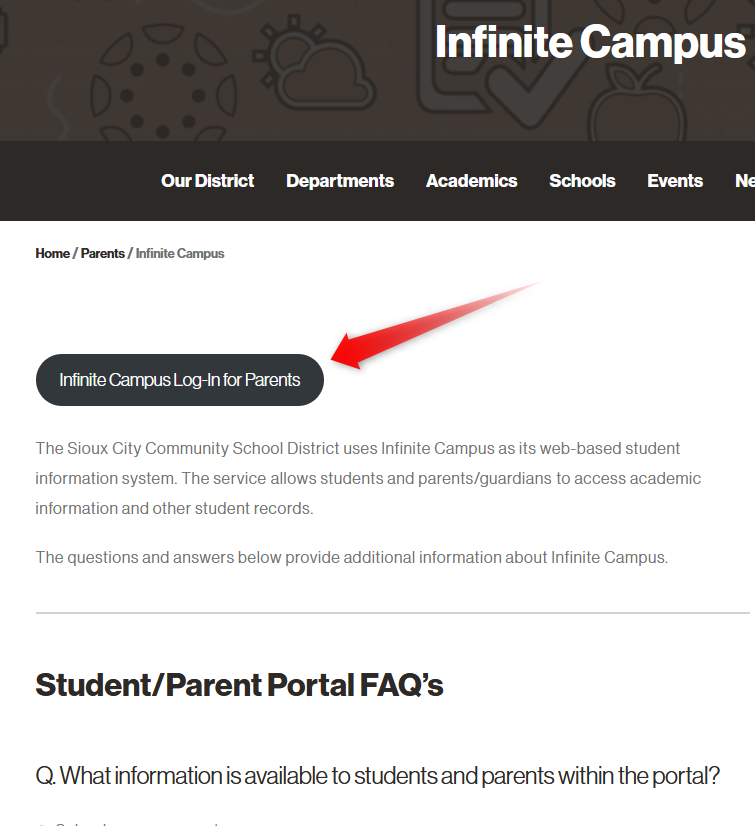 Infinite Campus
Our District Departments Academics Schools Events
Home / Parents / Infinite Campus
Infinite Campus Log-In for Parents
The Sioux City Community School District uses Infinite Campus as its web-based student
information system. The service allows students and parents/guardians to access academic
information and other student records.
The questions and answers below provide additional information about Infinite Campus.
Student/Parent Portal FAQ’s
Q. What information is available to students and parents within the portal?